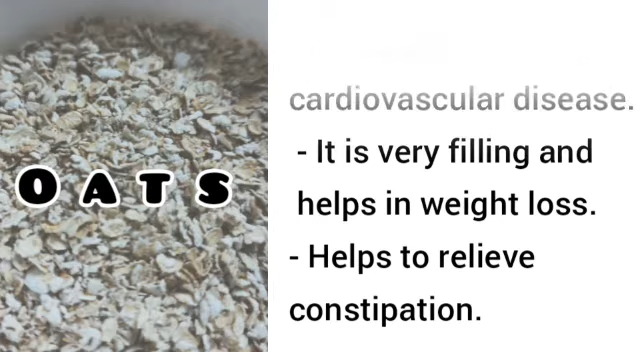 OATS
cardiovascular disease.
- It is very filling and
helps in weight loss.
- Helps to relieve
constipation.